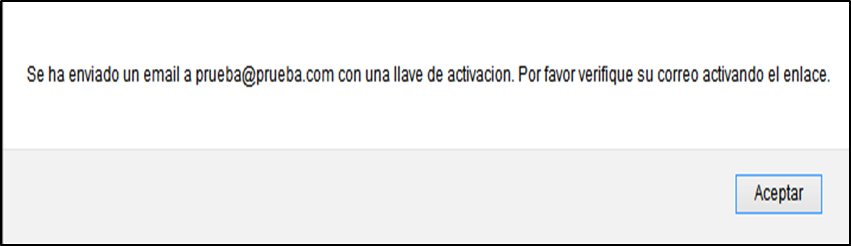 Se ha enviado un email a prueba@prueba.com con una llave de activacion. Por favor verifique su correo activando el enlace.
Aceptar